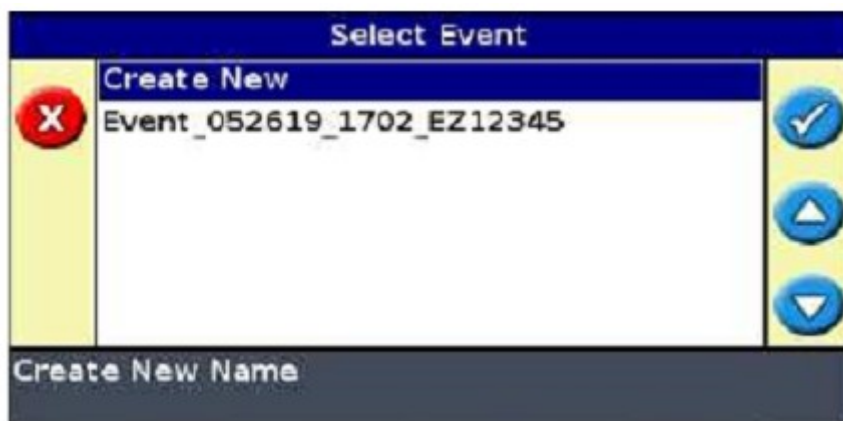 Select Event
Create New
Event_052619_1702_EZ12345
Create New Name